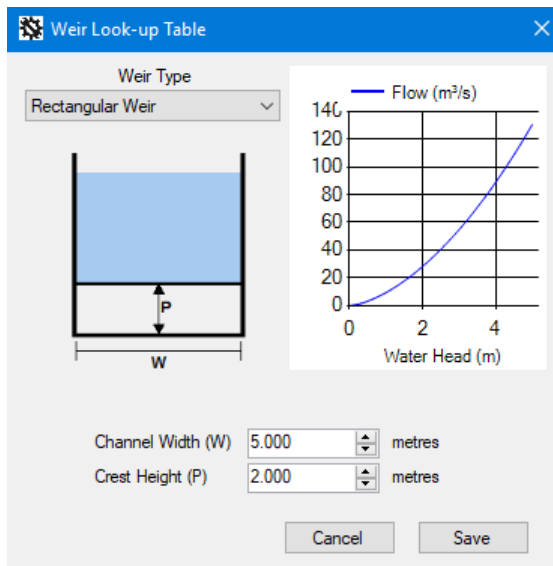 Weir Look-up Table
Weir Type
Rectangular Weir
P
W
Flow (m³/s)
140
120
100
80
60
40
20
0
0 2 4
Water Head (m)
Channel Width (W) 5.000 metres
Crest Height (P) 2.000 metres
Cancel Save